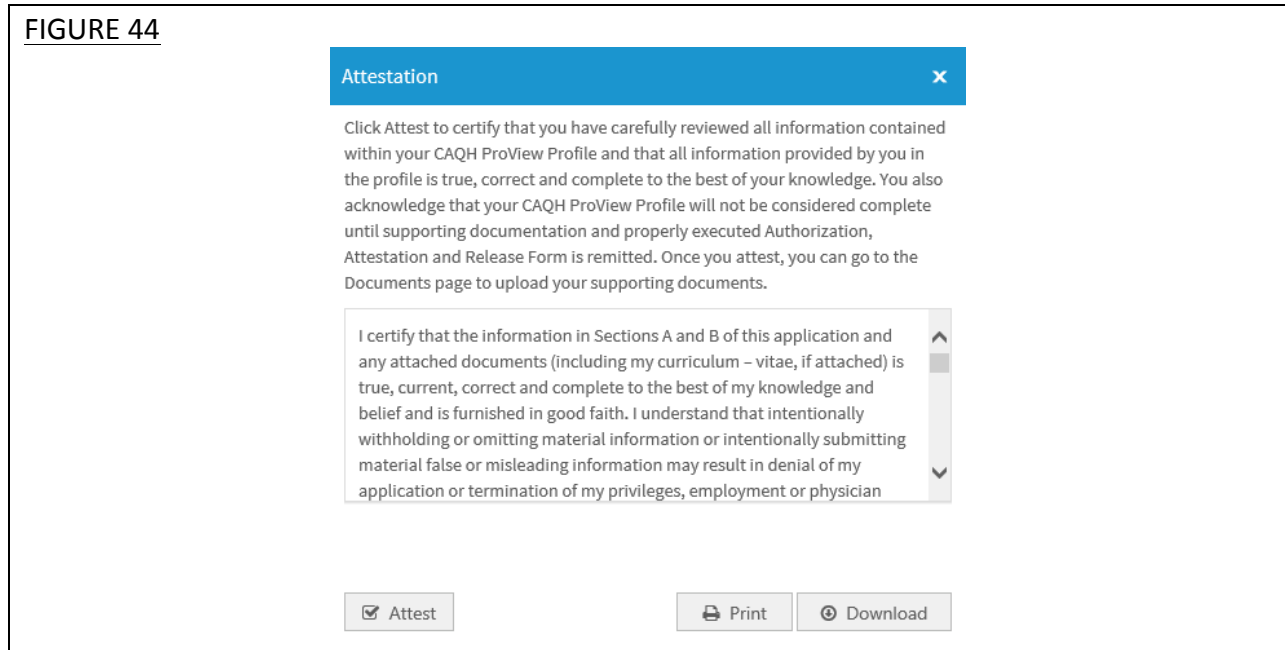 FIGURE 44
Attestation
Click Attest to certify that you have carefully reviewed all information contained
within your CAQH ProView Profile and that all information provided by you in
the profile is true, correct and complete to the best of your knowledge. You also
acknowledge that your CAQH ProView Profile will not be considered complete
until supporting documentation and properly executed Authorization,
Attestation and Release Form is remitted. Once you attest, you can go to the
Documents page to upload your supporting documents.
I certify that the information in Sections A and B of this application and
any attached documents (including my curriculum – vitae, if attached) is
true, current, correct and complete to the best of my knowledge and
belief and is furnished in good faith. I understand that intentionally
withholding or omitting material information or intentionally submitting
material false or misleading information may result in denial of my
application or termination of my privileges, employment or physician
Attest Print Download